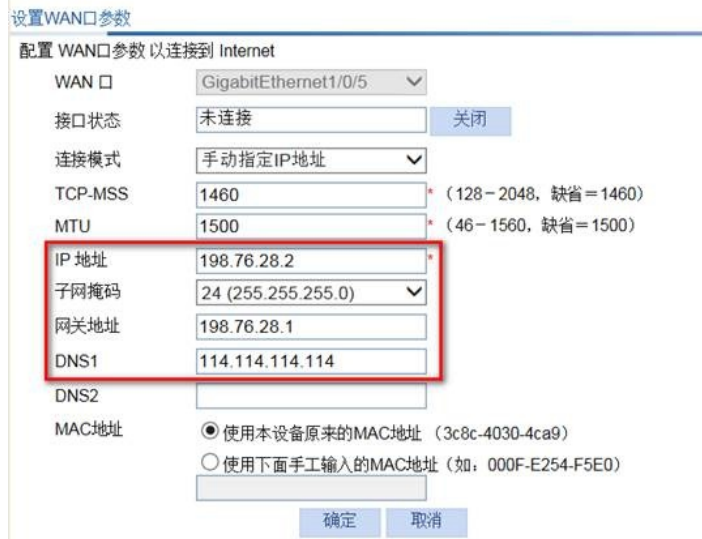 设置WAN口参数
配置 WAN口参数 以连接到 Internet
WAN 口 GigabitEthernet1/0/5
接口状态 未连接 关闭
连接模式 手动指定IP地址
TCP-MSS 1460 * （128－2048，缺省＝1460）
MTU 1500 * （46－1560，缺省＝1500）
IP 地址 198.76.28.2 *
子网掩码 24 (255.255.255.0)
网关地址 198.76.28.1
DNS1 114.114.114.114
DNS2
MAC地址 使用本设备原来的MAC地址 （3c8c-4030-4ca9）
使用下面手工输入的MAC地址（如：000F-E254-F5E0）
确定 取消